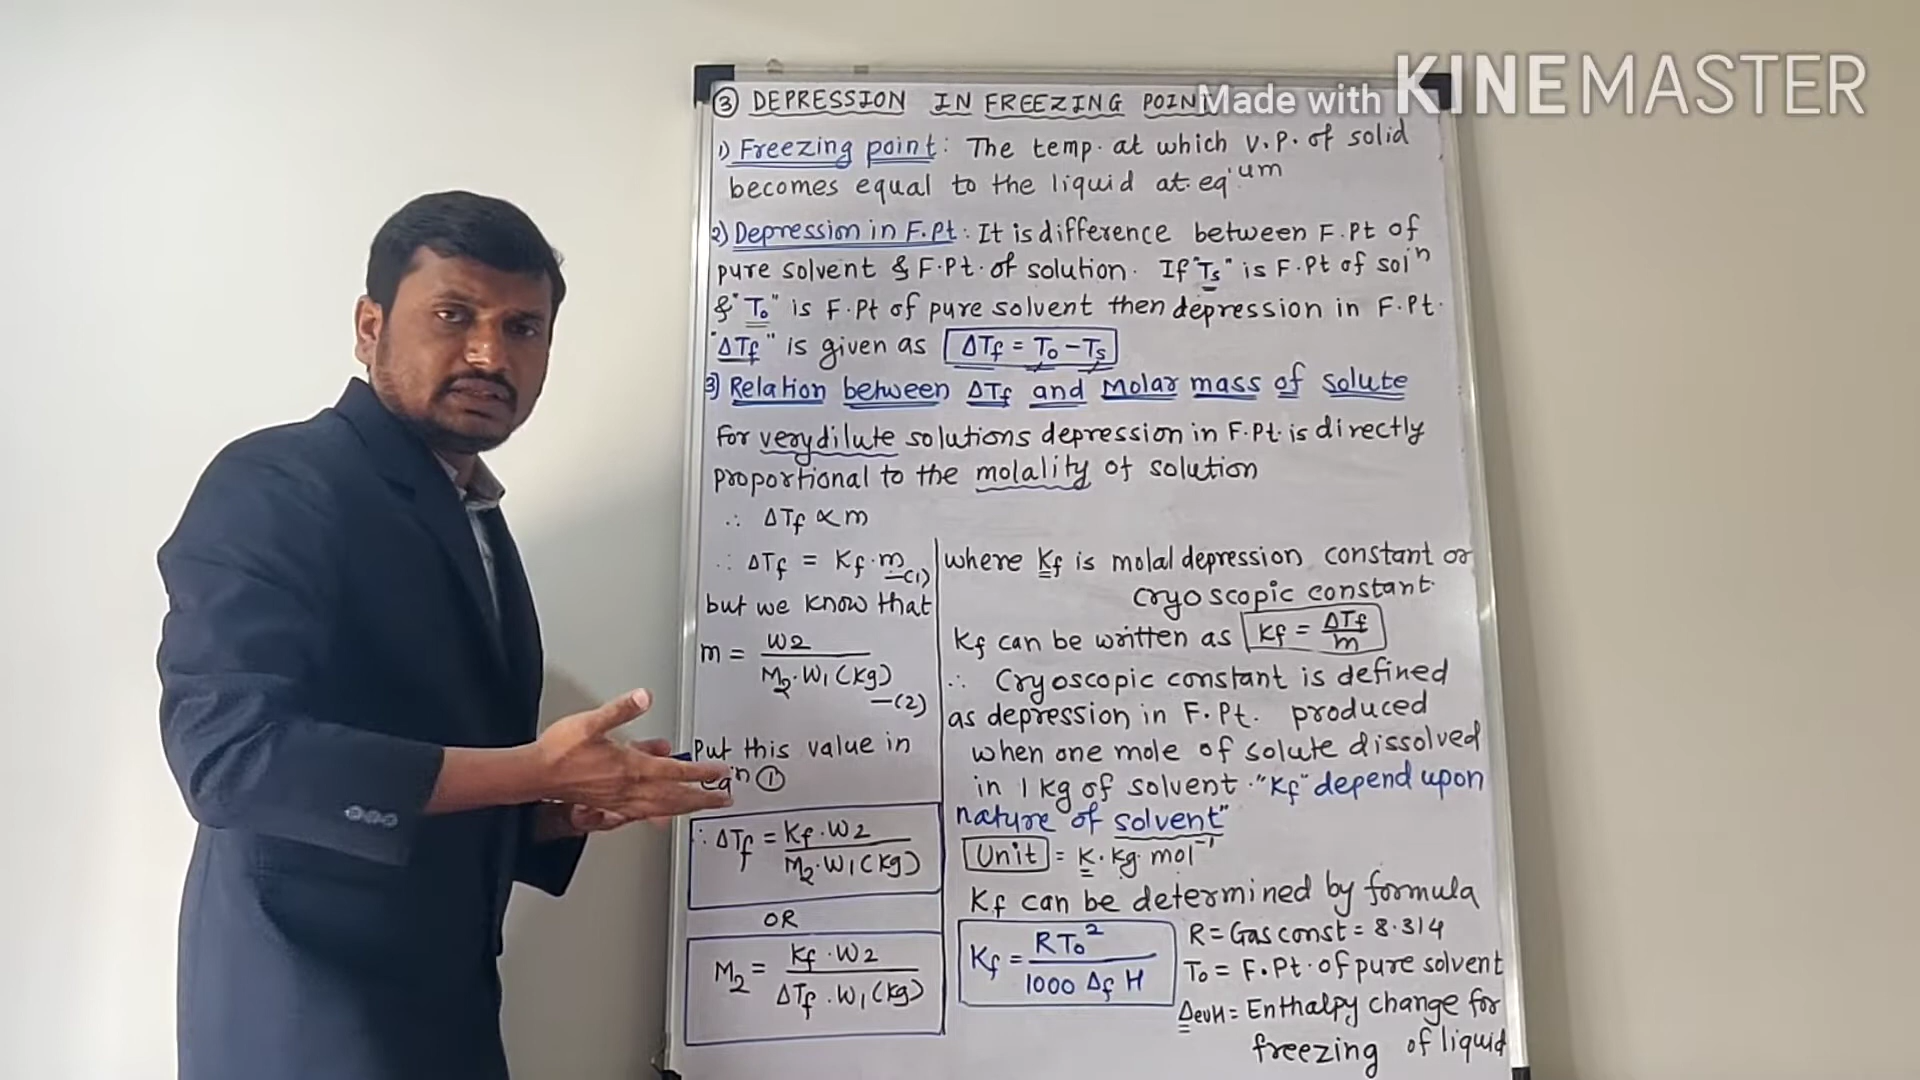 Made with KINEMASTER
③ DEPRESSION IN FREEZING POINT
1) Freezing point: The temp. at which V.P. of solid
becomes equal to the liquid at eq'um
2) Depression in F.Pt: It is difference between F.Pt of
pure solvent & F.Pt. of solution. If "Ts" is F.Pt of sol'n
& "To" is F.Pt of pure solvent then depression in F.Pt.
"ΔTf" is given as ΔTf = To - Ts
3) Relation between ΔTf and Molar mass of solute
For very dilute solutions depression in F.Pt. is directly
proportional to the molality of solution
∴ ΔTf ∝ m
∴ ΔTf = Kf.m —(1)
but we know that
m = W2 / M2.W1(Kg) —(2)
Put this value in
eqn ①
∴ ΔTf = Kf.W2 / M2.W1(Kg)
OR
M2 = Kf.W2 / ΔTf.W1(Kg)
where Kf is molal depression constant or
cryoscopic constant.
Kf can be written as Kf = ΔTf / m
∴ Cryoscopic constant is defined
as depression in F.Pt. produced
when one mole of solute dissolved
in 1 kg of solvent. "Kf" depend upon
nature of solvent"
Unit = K.kg.mol⁻¹
Kf can be determined by formula
Kf = RTo² / 1000 ΔfH
R = Gas const = 8.314
To = F.Pt. of pure solvent
ΔevH = Enthalpy change for
freezing of liquid